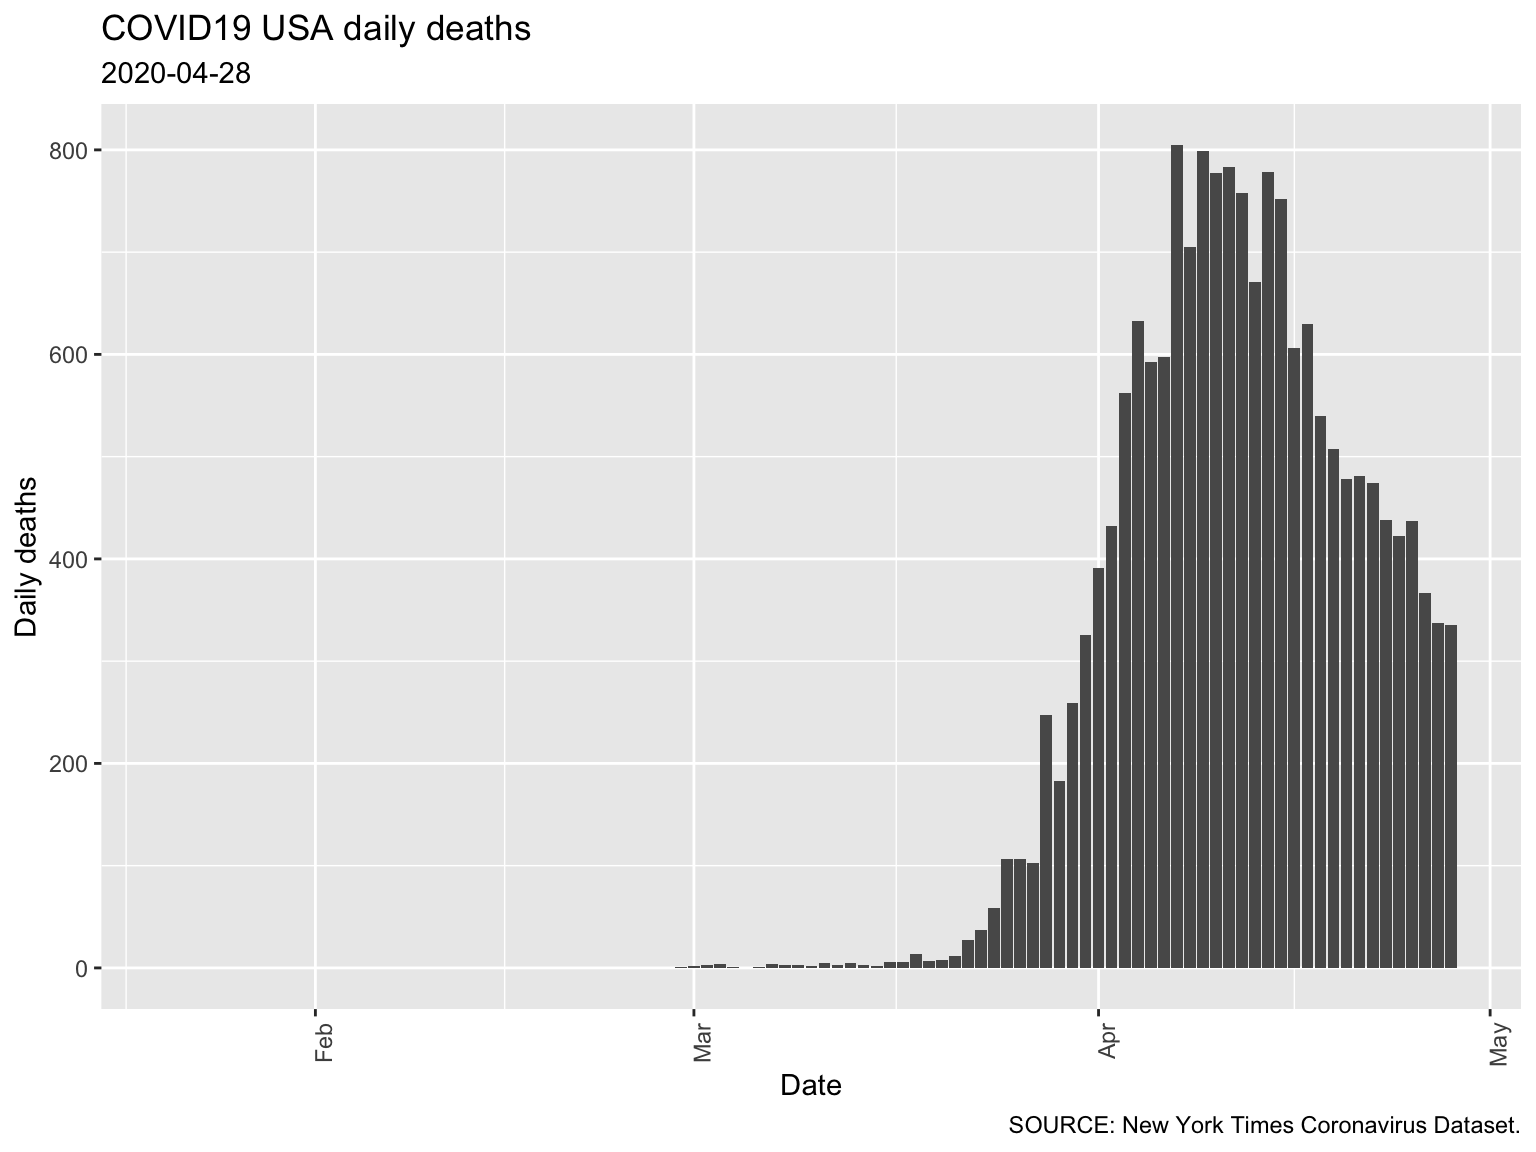 COVID19 USA daily deaths
2020-04-28
Daily deaths
800
600
400
200
0
Feb
Mar
Apr
May
Date
SOURCE: New York Times Coronavirus Dataset.